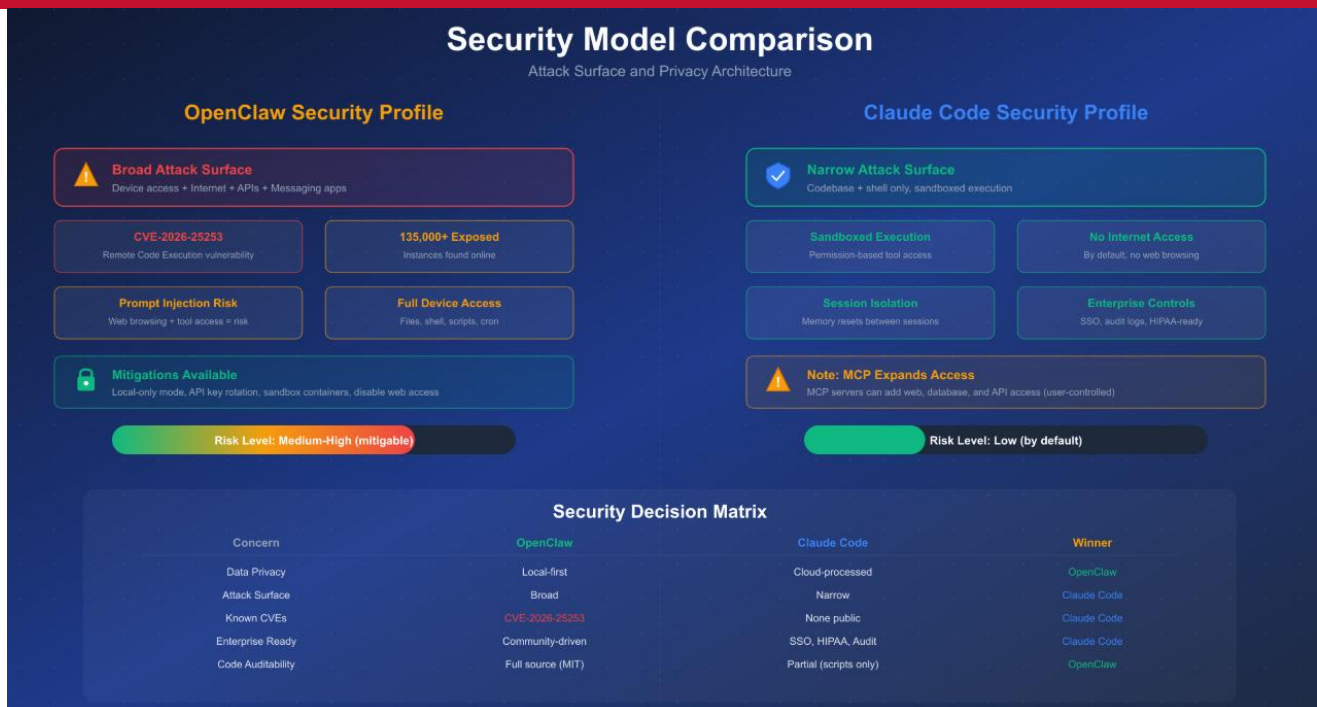 Security Model Comparison
Attack Surface and Privacy Architecture
OpenClaw Security Profile
Broad Attack Surface
Device access + Internet + APIs + Messaging apps
CVE-2026-25253
Remote Code Execution vulnerability
135,000+ Exposed
Instances found online
Prompt Injection Risk
Web browsing + tool access = risk
Full Device Access
Files, shell, scripts, cron
Mitigations Available
Local-only mode, API key rotation, sandbox containers, disable web access
Risk Level: Medium-High (mitigable)
Claude Code Security Profile
Narrow Attack Surface
Codebase + shell only, sandboxed execution
Sandboxed Execution
Permission-based tool access
No Internet Access
By default, no web browsing
Session Isolation
Memory resets between sessions
Enterprise Controls
SSO, audit logs, HIPAA-ready
Note: MCP Expands Access
MCP servers can add web, database, and API access (user-controlled)
Risk Level: Low (by default)
Security Decision Matrix
Concern OpenClaw Claude Code Winner
Data Privacy Local-first Cloud-processed OpenClaw
Attack Surface Broad Narrow Claude Code
Known CVEs CVE-2026-25253 None public Claude Code
Enterprise Ready Community-driven SSO, HIPAA, Audit Claude Code
Code Auditability Full source (MIT) Partial (scripts only) OpenClaw